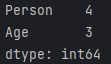 Person    4
Age       3
dtype: int64